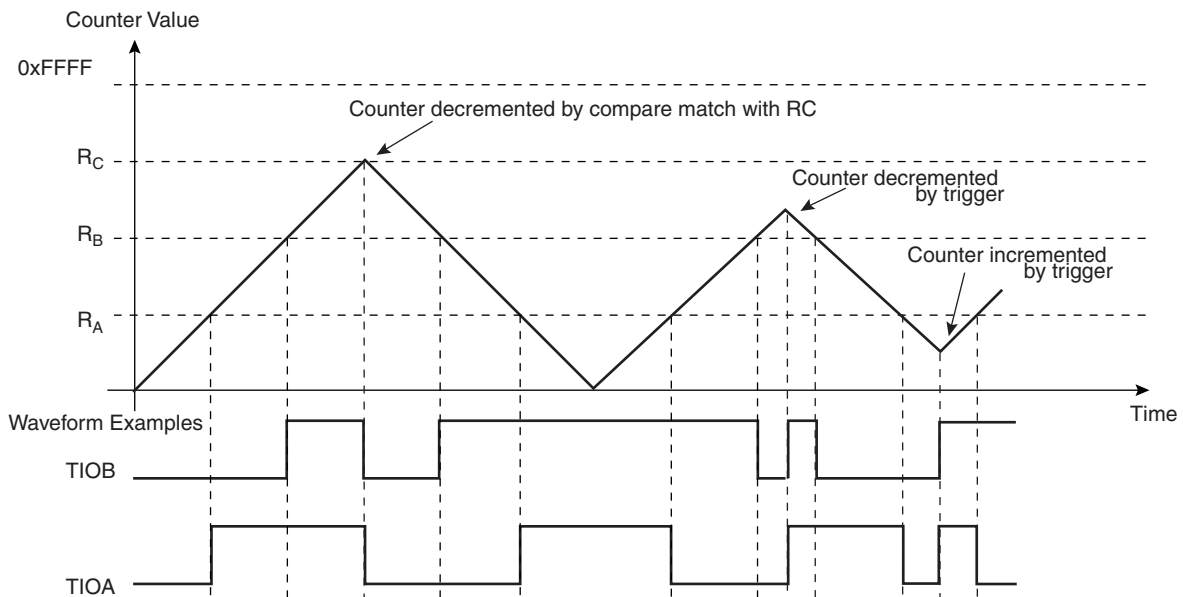 Counter Value
0xFFFF
Counter decremented by compare match with RC
RC
Counter decremented
by trigger
RB
Counter incremented
by trigger
RA
Time
Waveform Examples
TIOB
TIOA